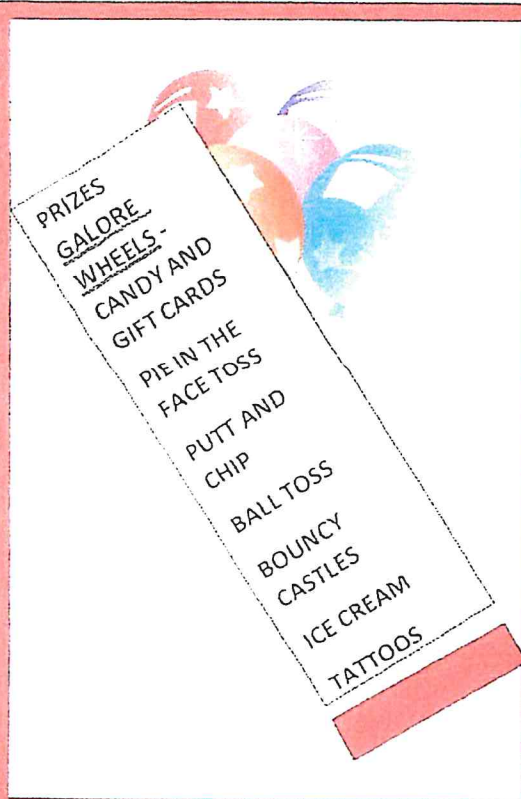 PRIZES
GALORE
WHEELS -
CANDY AND
GIFT CARDS
PIE IN THE
FACE TOSS
PUTT AND
CHIP
BALL TOSS
BOUNCY
CASTLES
ICE CREAM
TATTOOS